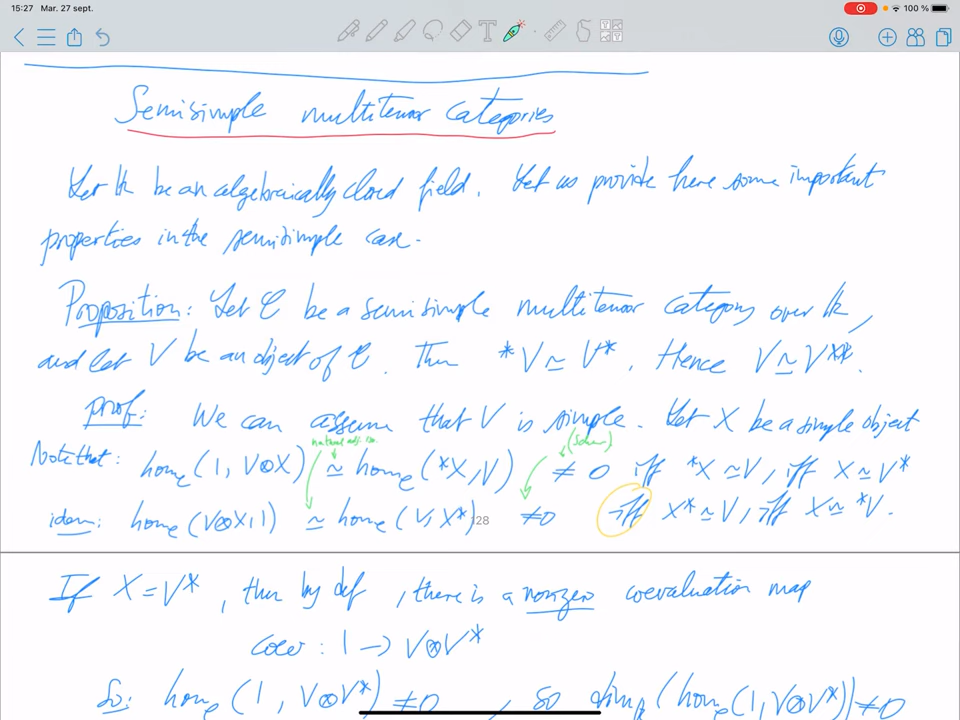 15:27 Mar. 27 sept. 100 %
Semisimple multitensor categories
Let k be an algebraically closed field. Let us provide here some important
properties in the semisimple case.
Proposition: Let C be a semisimple multitensor category over k,
and let V be an object of C. Then *V ≃ V*. Hence V ≃ V**.
proof: We can assume that V is simple. Let X be a simple object
natural adj. iso. (Schur)
Note that: hom_C(1, V⊗X) ≃ hom_C(*X, V) ≠ 0 iff *X ≃ V, iff X ≃ V*
idem: hom_C(V⊗X, 1) ≃ hom_C(V, X*) ≠ 0 iff X* ≃ V, iff X ≃ *V.
128
If X = V*, then by def, there is a nonzero coevaluation map
coev : 1 → V⊗V*
So: hom_C(1, V⊗V*) ≠ 0, so dim_k(hom_C(1, V⊗V*)) ≠ 0